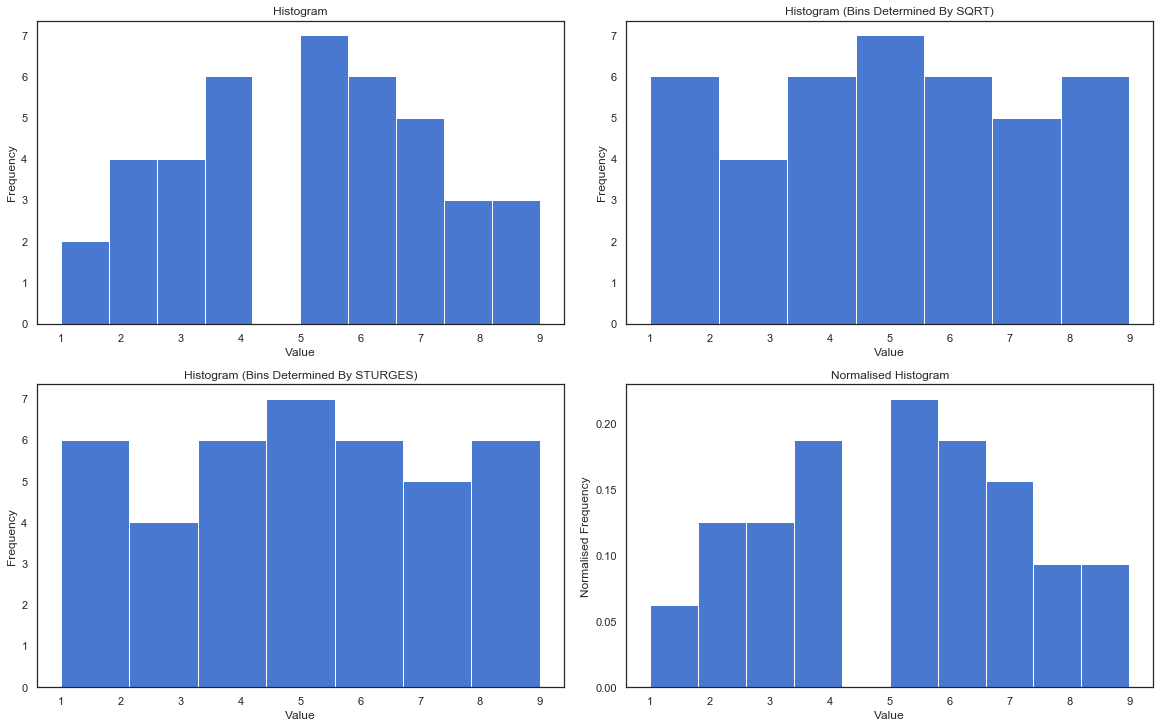 Histogram
7
6
5
4
3
2
1
0
Frequency
1 2 3 4 5 6 7 8 9
Value
Histogram (Bins Determined By SQRT)
7
6
5
4
3
2
1
0
Frequency
1 2 3 4 5 6 7 8 9
Value
Histogram (Bins Determined By STURGES)
7
6
5
4
3
2
1
0
Frequency
1 2 3 4 5 6 7 8 9
Value
Normalised Histogram
0.20
0.15
0.10
0.05
0.00
Normalised Frequency
1 2 3 4 5 6 7 8 9
Value